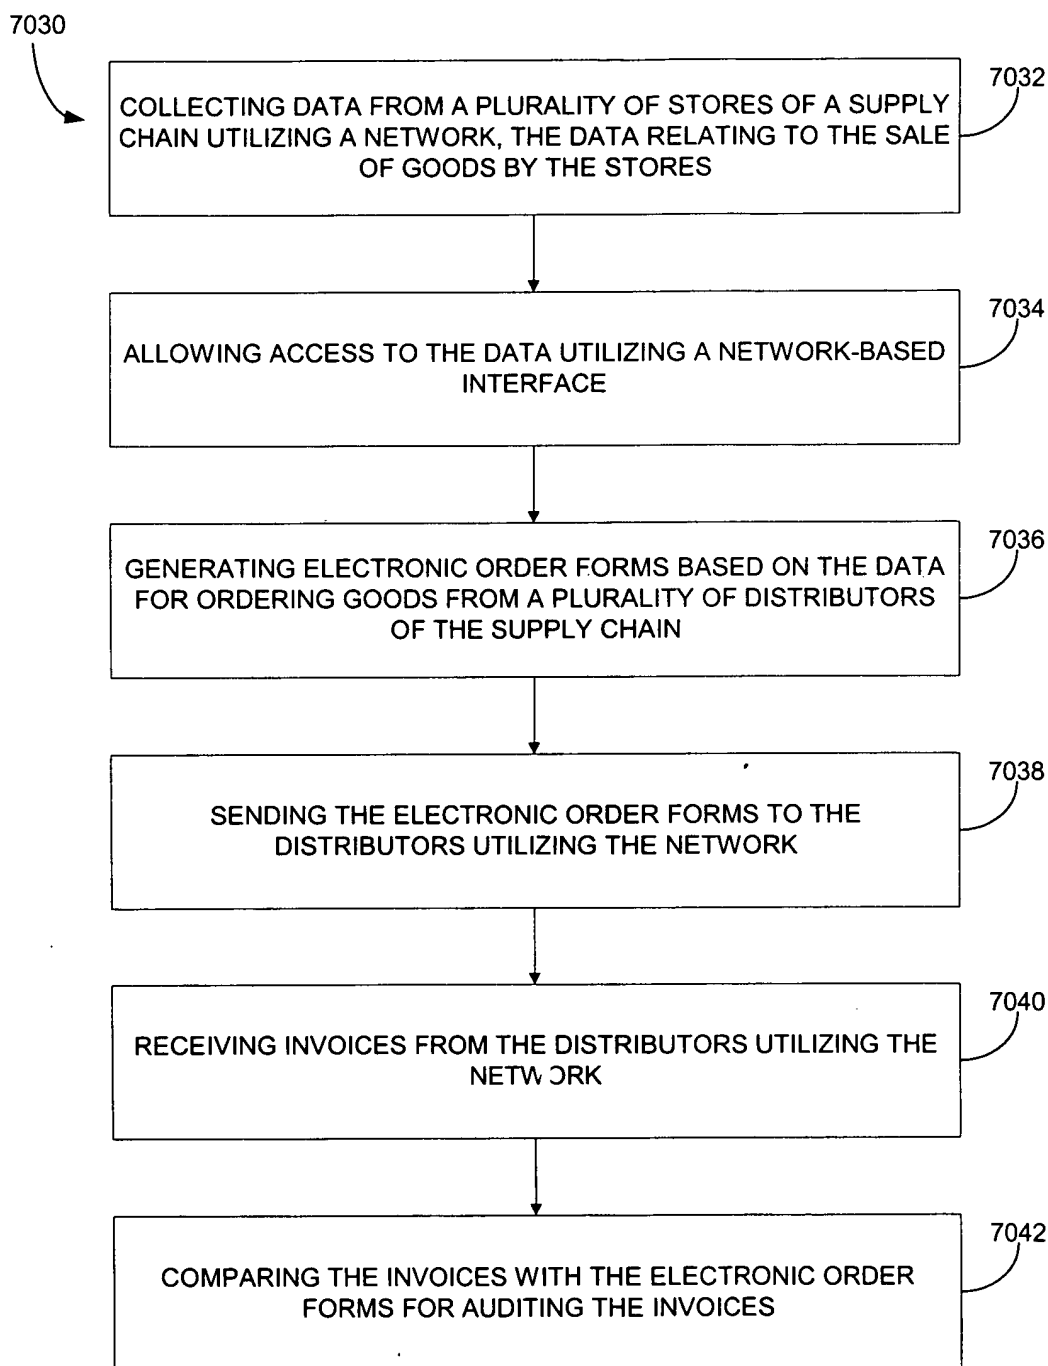 7030
7032
COLLECTING DATA FROM A PLURALITY OF STORES OF A SUPPLY
CHAIN UTILIZING A NETWORK, THE DATA RELATING TO THE SALE
OF GOODS BY THE STORES
7034
ALLOWING ACCESS TO THE DATA UTILIZING A NETWORK-BASED
INTERFACE
7036
GENERATING ELECTRONIC ORDER FORMS BASED ON THE DATA
FOR ORDERING GOODS FROM A PLURALITY OF DISTRIBUTORS
OF THE SUPPLY CHAIN
7038
SENDING THE ELECTRONIC ORDER FORMS TO THE
DISTRIBUTORS UTILIZING THE NETWORK
7040
RECEIVING INVOICES FROM THE DISTRIBUTORS UTILIZING THE
NETWORK
7042
COMPARING THE INVOICES WITH THE ELECTRONIC ORDER
FORMS FOR AUDITING THE INVOICES